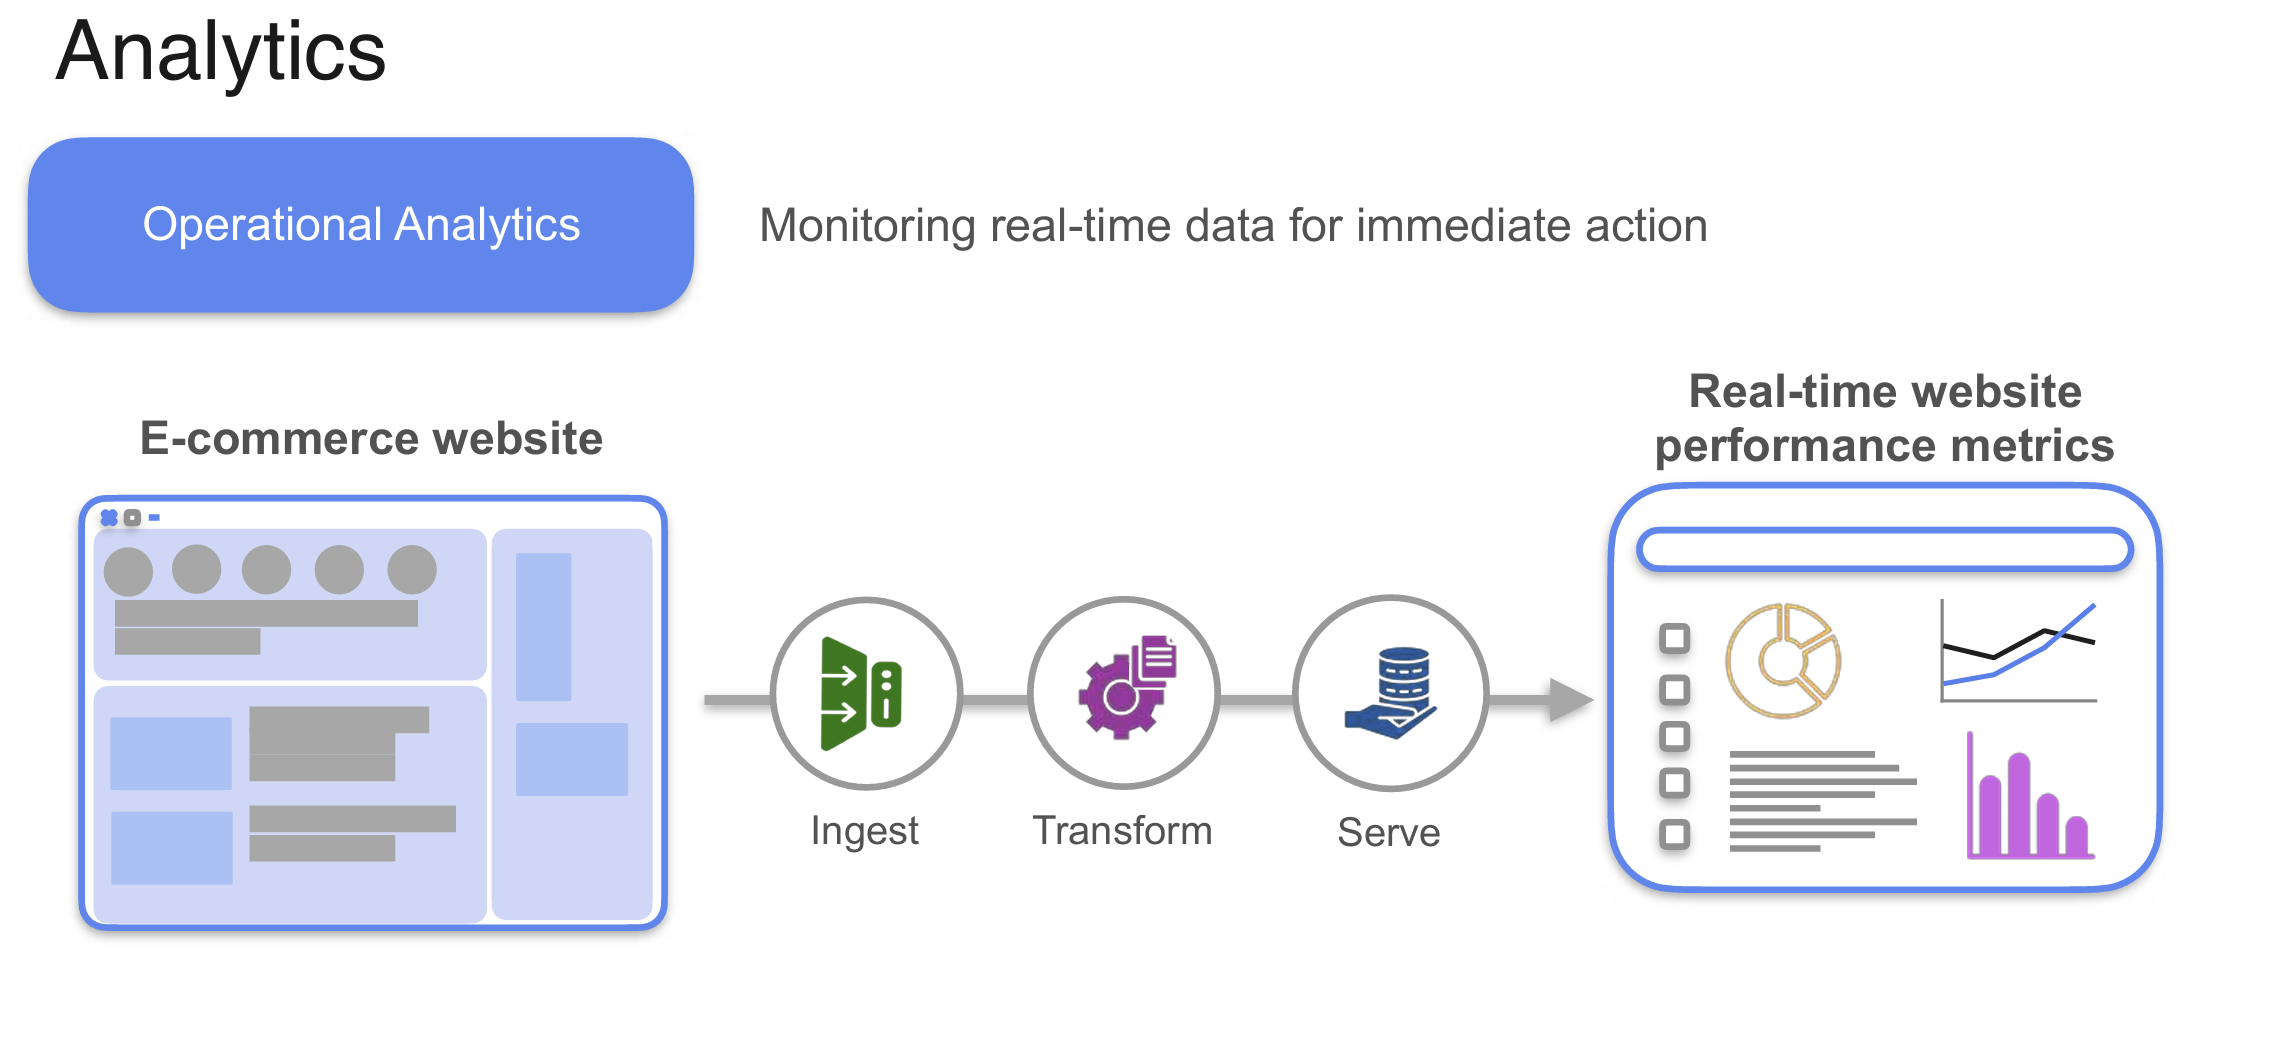 Analytics
Operational Analytics
Monitoring real-time data for immediate action
E-commerce website
Real-time website
performance metrics
Ingest
Transform
Serve